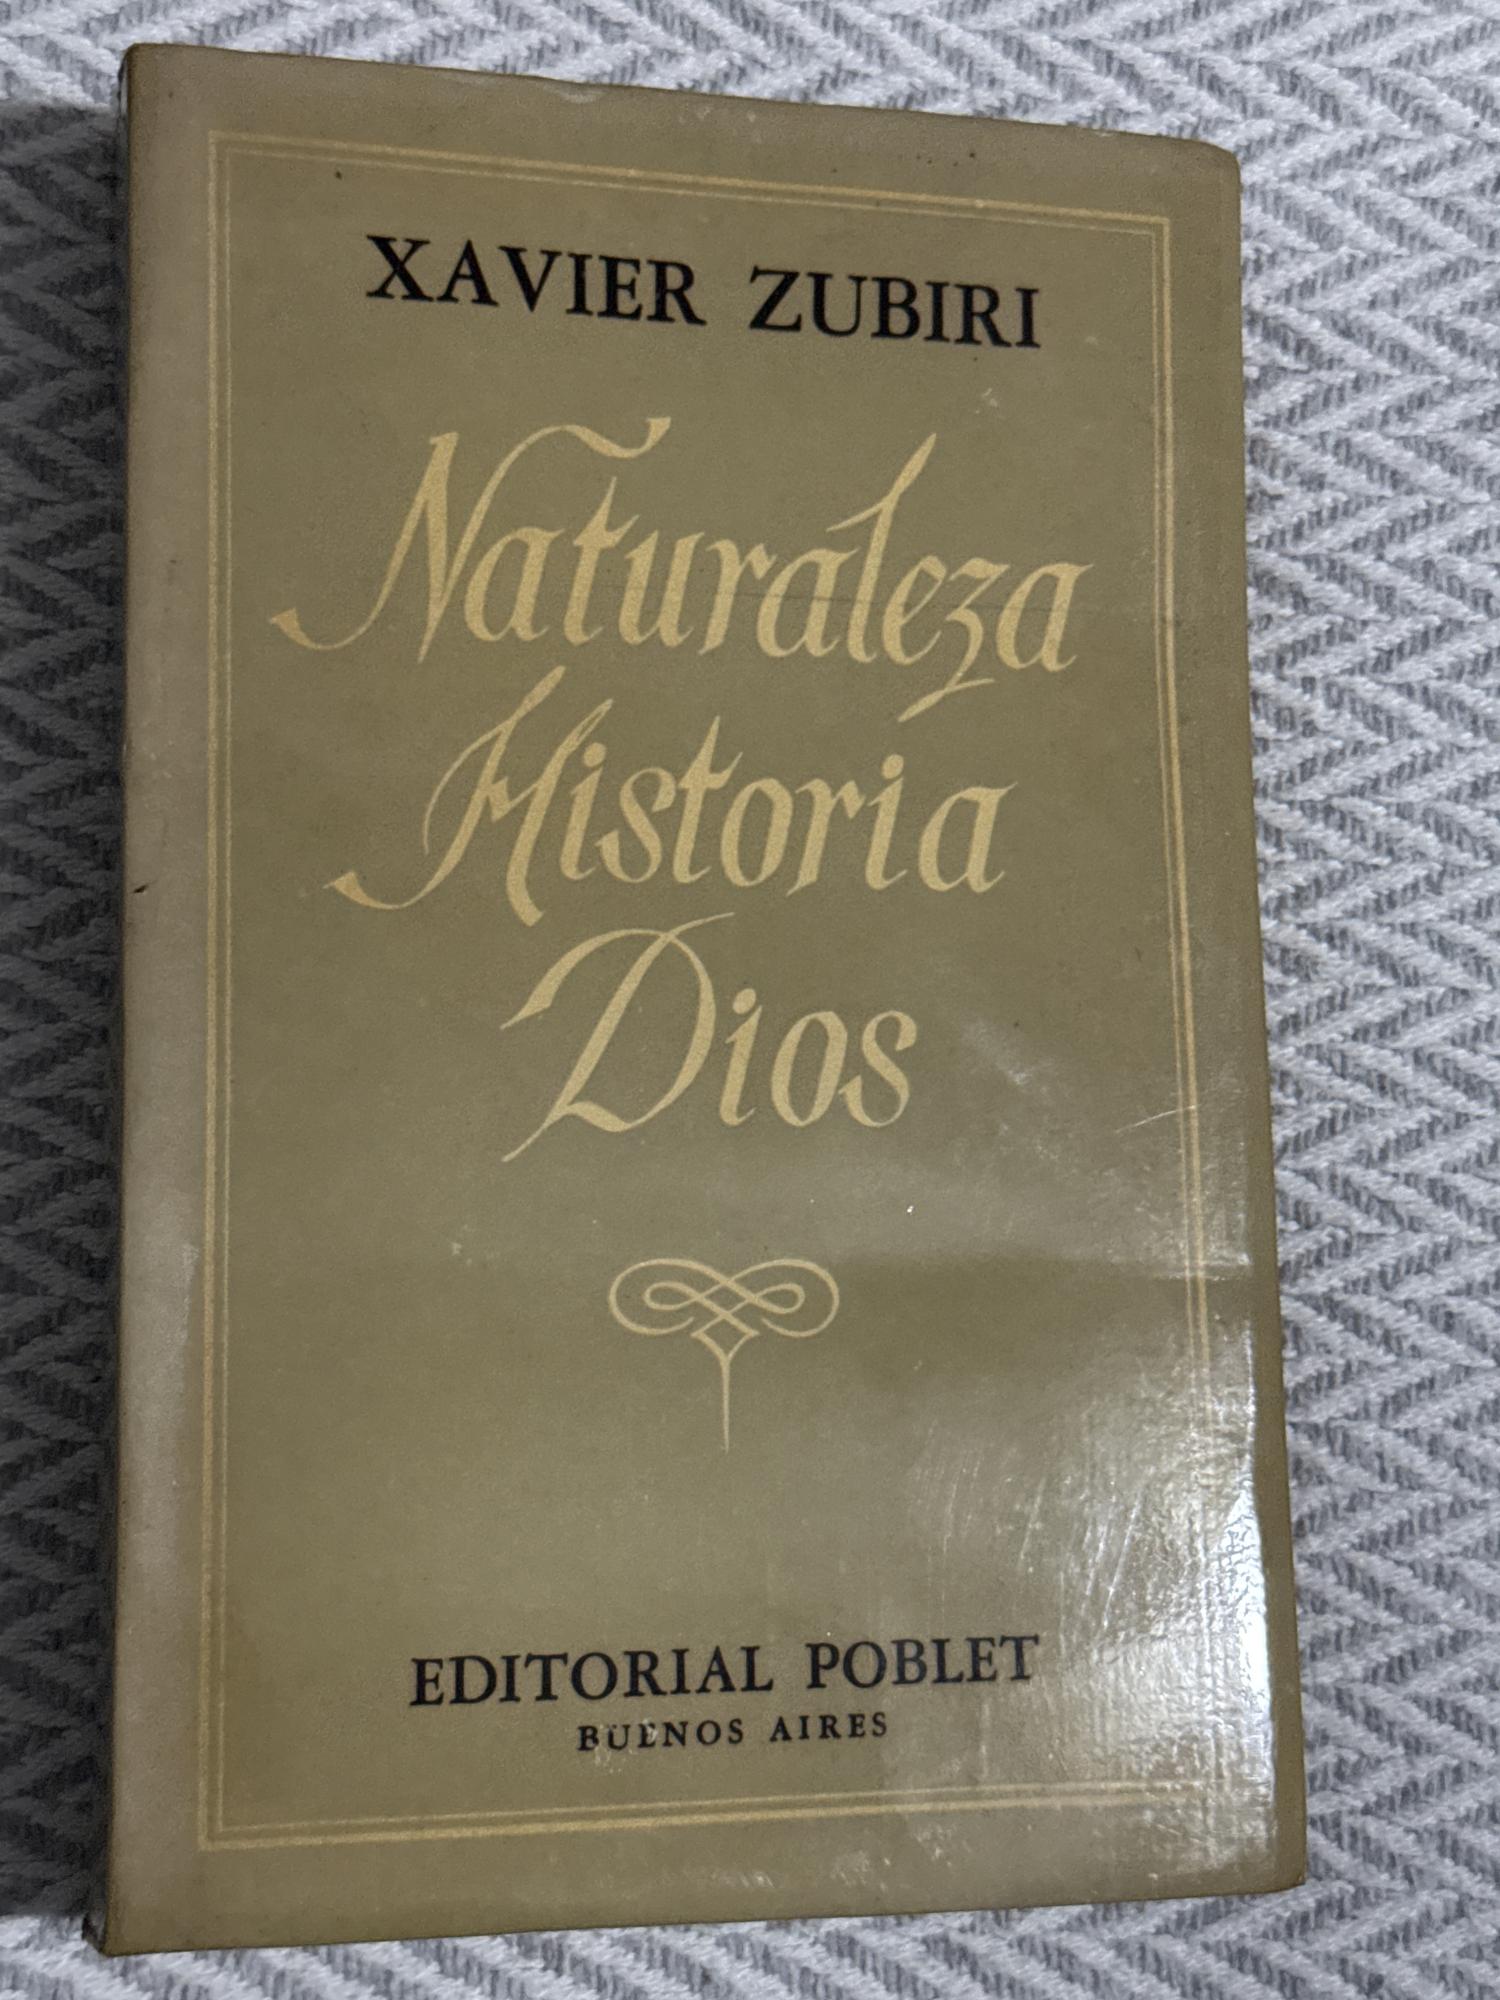 XAVIER ZUBIRI
Naturaleza
Historia
Dios
EDITORIAL POBLET
BUENOS AIRES